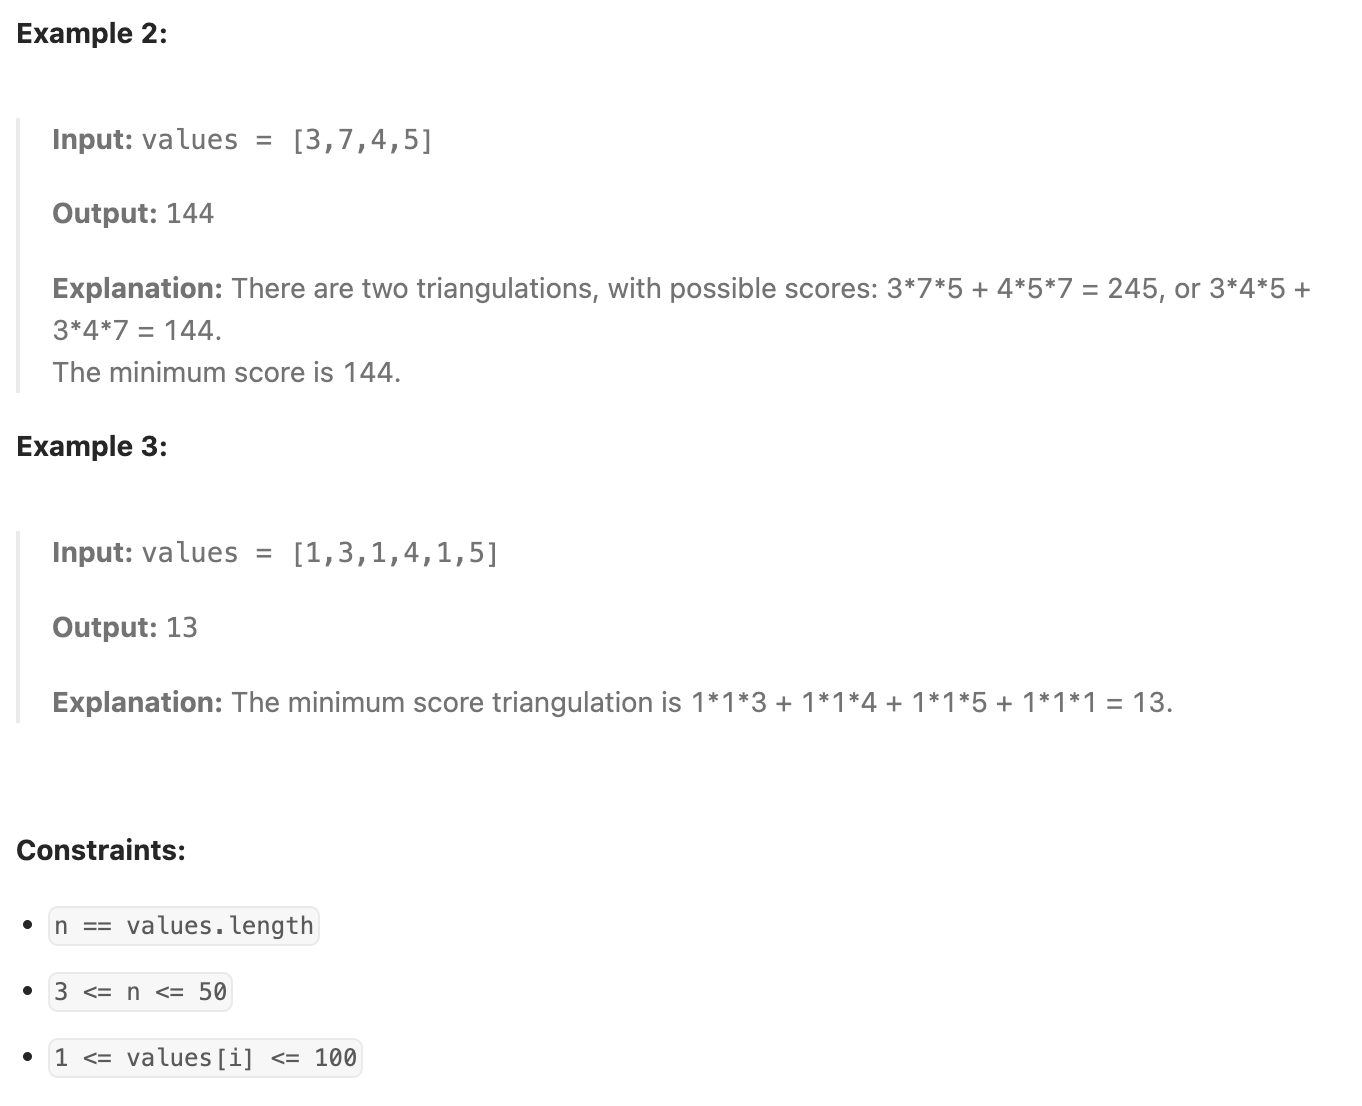 Example 2:
Input: values = [3,7,4,5]
Output: 144
Explanation: There are two triangulations, with possible scores: 3*7*5 + 4*5*7 = 245, or 3*4*5 +
3*4*7 = 144.
The minimum score is 144.
Example 3:
Input: values = [1,3,1,4,1,5]
Output: 13
Explanation: The minimum score triangulation is 1*1*3 + 1*1*4 + 1*1*5 + 1*1*1 = 13.
Constraints:
• n == values.length
• 3 <= n <= 50
• 1 <= values[i] <= 100